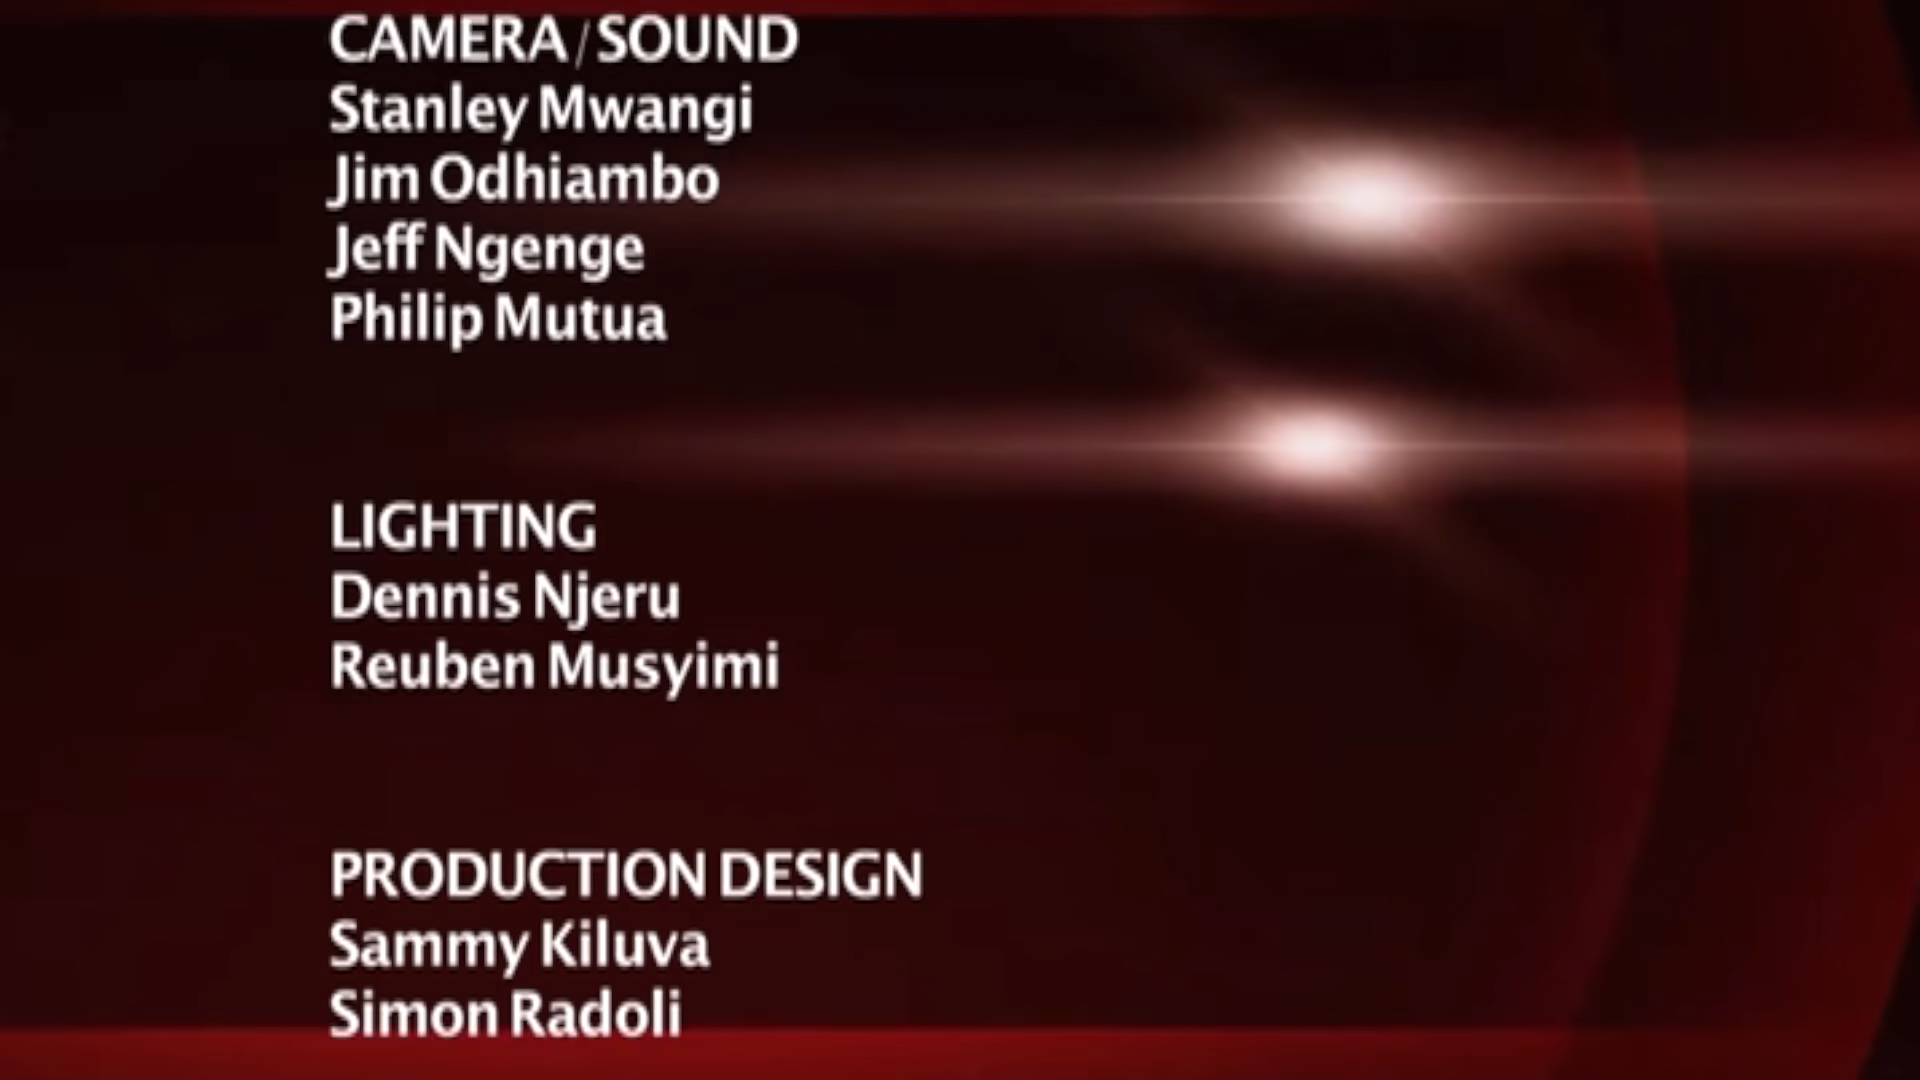 CAMERA/SOUND
Stanley Mwangi
Jim Odhiambo
Jeff Ngenge
Philip Mutua
LIGHTING
Dennis Njeru
Reuben Musyimi
PRODUCTION DESIGN
Sammy Kiluva
Simon Radoli